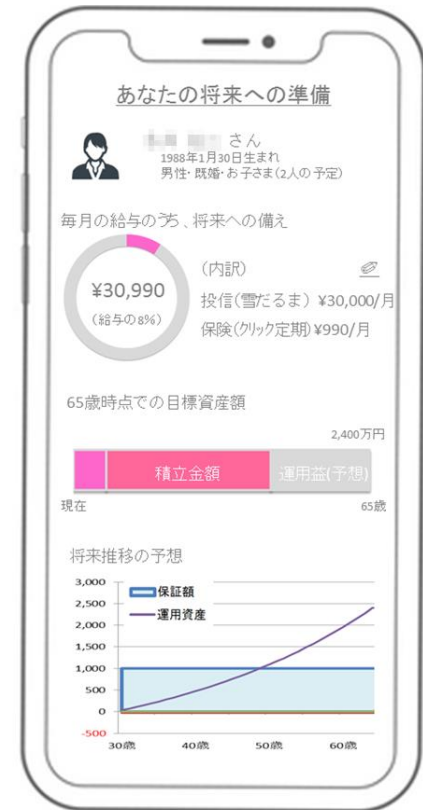 あなたの将来への準備
さん
1988年1月30日生まれ
男性・既婚・お子さま(2人の予定)
毎月の給与のうち、将来への備え
¥30,990
(給与の8%)
(内訳)
投信(雪だるま) ¥30,000/月
保険(クリック定期)¥990/月
65歳時点での目標資産額
2,400万円
積立金額
運用益(予想)
現在
65歳
将来推移の予想
3,000
2,500
2,000
1,500
1,000
500
0
-500
保証額
運用資産
30歳
40歳
50歳
60歳